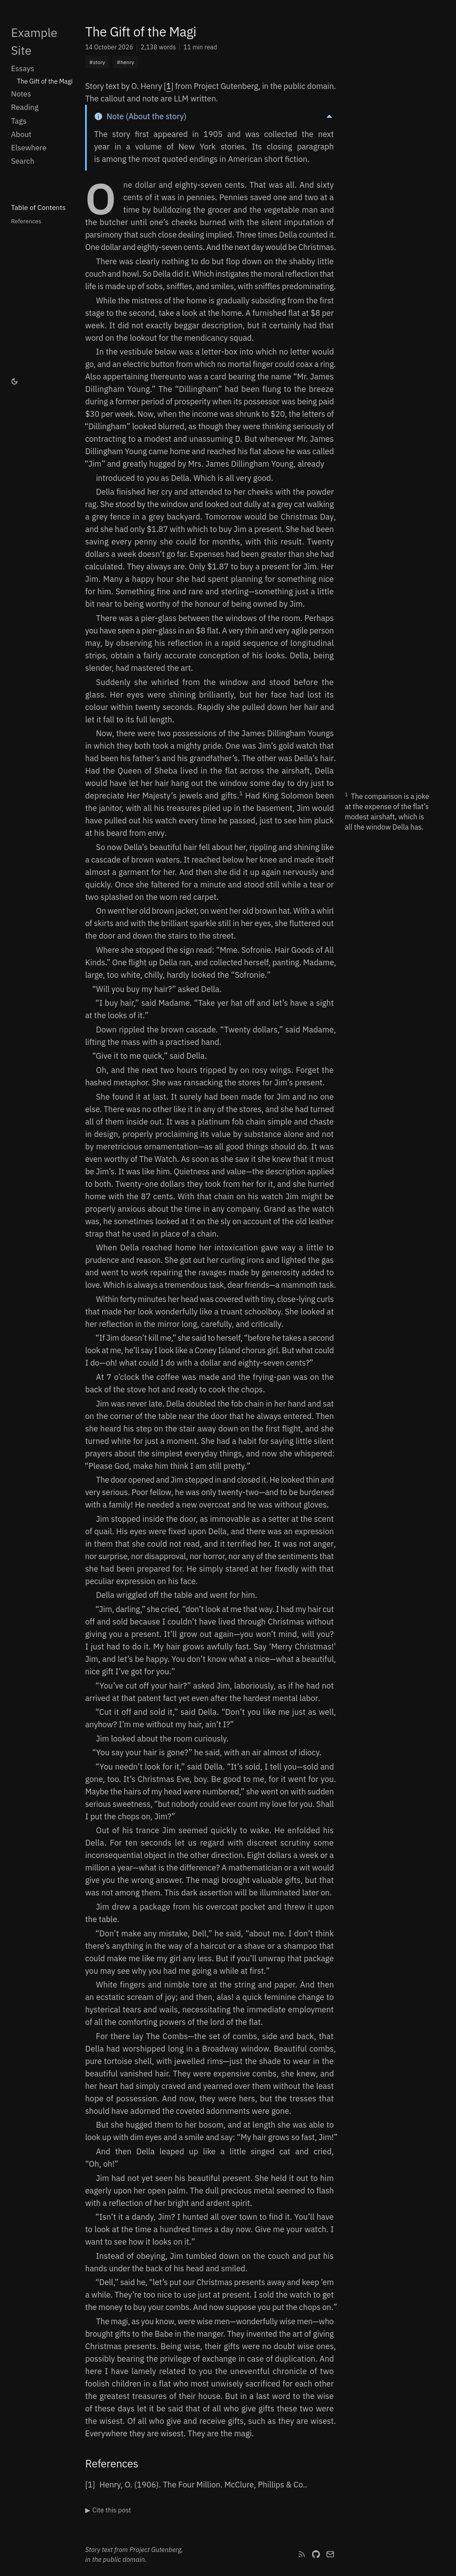 Example
Site
Essays
The Gift of the Magi
Notes
Reading
Tags
About
Elsewhere
Search
Table of Contents
References
The Gift of the Magi
14 October 2026 | 2,138 words | 11 min read
#story #henry
Story text by O. Henry [1] from Project Gutenberg, in the public domain.
The callout and note are LLM written.
Note (About the story)
The story first appeared in 1905 and was collected the next
year in a volume of New York stories. Its closing paragraph
is among the most quoted endings in American short fiction.
One dollar and eighty-seven cents. That was all. And sixty
cents of it was in pennies. Pennies saved one and two at a
time by bulldozing the grocer and the vegetable man and
the butcher until one's cheeks burned with the silent imputation of
parsimony that such close dealing implied. Three times Della counted it.
One dollar and eighty-seven cents. And the next day would be Christmas.
There was clearly nothing to do but flop down on the shabby little
couch and howl. So Della did it. Which instigates the moral reflection that
life is made up of sobs, sniffles, and smiles, with sniffles predominating.
While the mistress of the home is gradually subsiding from the first
stage to the second, take a look at the home. A furnished flat at $8 per
week. It did not exactly beggar description, but it certainly had that
word on the lookout for the mendicancy squad.
In the vestibule below was a letter-box into which no letter would
go, and an electric button from which no mortal finger could coax a ring.
Also appertaining thereunto was a card bearing the name “Mr. James
Dillingham Young.” The “Dillingham” had been flung to the breeze
during a former period of prosperity when its possessor was being paid
$30 per week. Now, when the income was shrunk to $20, the letters of
“Dillingham” looked blurred, as though they were thinking seriously of
contracting to a modest and unassuming D. But whenever Mr. James
Dillingham Young came home and reached his flat above he was called
“Jim” and greatly hugged by Mrs. James Dillingham Young, already
introduced to you as Della. Which is all very good.
Della finished her cry and attended to her cheeks with the powder
rag. She stood by the window and looked out dully at a grey cat walking
a grey fence in a grey backyard. Tomorrow would be Christmas Day,
and she had only $1.87 with which to buy Jim a present. She had been
saving every penny she could for months, with this result. Twenty
dollars a week doesn’t go far. Expenses had been greater than she had
calculated. They always are. Only $1.87 to buy a present for Jim. Her
Jim. Many a happy hour she had spent planning for something nice
for him. Something fine and rare and sterling—something just a little
bit near to being worthy of the honour of being owned by Jim.
There was a pier-glass between the windows of the room. Perhaps
you have seen a pier-glass in an $8 flat. A very thin and very agile person
may, by observing his reflection in a rapid sequence of longitudinal
strips, obtain a fairly accurate conception of his looks. Della, being
slender, had mastered the art.
Suddenly she whirled from the window and stood before the
glass. Her eyes were shining brilliantly, but her face had lost its
colour within twenty seconds. Rapidly she pulled down her hair and
let it fall to its full length.
Now, there were two possessions of the James Dillingham Youngs
in which they both took a mighty pride. One was Jim’s gold watch that
had been his father’s and his grandfather’s. The other was Della’s hair.
Had the Queen of Sheba lived in the flat across the airshaft, Della
would have let her hair hang out the window some day to dry just to
depreciate Her Majesty’s jewels and gifts.1 Had King Solomon been
the janitor, with all his treasures piled up in the basement, Jim would
have pulled out his watch every time he passed, just to see him pluck
at his beard from envy.
1 The comparison is a joke
at the expense of the flat’s
modest airshaft, which is
all the window Della has.
So now Della’s beautiful hair fell about her, rippling and shining like
a cascade of brown waters. It reached below her knee and made itself
almost a garment for her. And then she did it up again nervously and
quickly. Once she faltered for a minute and stood still while a tear or
two splashed on the worn red carpet.
On went her old brown jacket; on went her old brown hat. With a whirl
of skirts and with the brilliant sparkle still in her eyes, she fluttered out
the door and down the stairs to the street.
Where she stopped the sign read: “Mme. Sofronie. Hair Goods of All
Kinds.” One flight up Della ran, and collected herself, panting. Madame,
large, too white, chilly, hardly looked the “Sofronie.”
“Will you buy my hair?” asked Della.
“I buy hair,” said Madame. “Take yer hat off and let’s have a sight
at the looks of it.”
Down rippled the brown cascade. “Twenty dollars,” said Madame,
lifting the mass with a practised hand.
“Give it to me quick,” said Della.
Oh, and the next two hours tripped by on rosy wings. Forget the
hashed metaphor. She was ransacking the stores for Jim’s present.
She found it at last. It surely had been made for Jim and no one
else. There was no other like it in any of the stores, and she had turned
all of them inside out. It was a platinum fob chain simple and chaste
in design, properly proclaiming its value by substance alone and not
by meretricious ornamentation—as all good things should do. It was
even worthy of The Watch. As soon as she saw it she knew that it must
be Jim’s. It was like him. Quietness and value—the description applied
to both. Twenty-one dollars they took from her for it, and she hurried
home with the 87 cents. With that chain on his watch Jim might be
properly anxious about the time in any company. Grand as the watch
was, he sometimes looked at it on the sly on account of the old leather
strap that he used in place of a chain.
When Della reached home her intoxication gave way a little to
prudence and reason. She got out her curling irons and lighted the gas
and went to work repairing the ravages made by generosity added to
love. Which is always a tremendous task, dear friends—a mammoth task.
Within forty minutes her head was covered with tiny, close-lying curls
that made her look wonderfully like a truant schoolboy. She looked at
her reflection in the mirror long, carefully, and critically.
“If Jim doesn’t kill me,” she said to herself, “before he takes a second
look at me, he’ll say I look like a Coney Island chorus girl. But what could
I do—oh! what could I do with a dollar and eighty-seven cents?”
At 7 o’clock the coffee was made and the frying-pan was on the
back of the stove hot and ready to cook the chops.
Jim was never late. Della doubled the fob chain in her hand and sat
on the corner of the table near the door that he always entered. Then
she heard his step on the stair away down on the first flight, and she
turned white for just a moment. She had a habit for saying little silent
prayers about the simplest everyday things, and now she whispered:
“Please God, make him think I am still pretty.”
The door opened and Jim stepped in and closed it. He looked thin and
very serious. Poor fellow, he was only twenty-two—and to be burdened
with a family! He needed a new overcoat and he was without gloves.
Jim stopped inside the door, as immovable as a setter at the scent
of quail. His eyes were fixed upon Della, and there was an expression
in them that she could not read, and it terrified her. It was not anger,
nor surprise, nor disapproval, nor horror, nor any of the sentiments that
she had been prepared for. He simply stared at her fixedly with that
peculiar expression on his face.
Della wriggled off the table and went for him.
“Jim, darling,” she cried, “don’t look at me that way. I had my hair cut
off and sold because I couldn’t have lived through Christmas without
giving you a present. It’ll grow out again—you won’t mind, will you?
I just had to do it. My hair grows awfully fast. Say ‘Merry Christmas!’
Jim, and let’s be happy. You don’t know what a nice—what a beautiful,
nice gift I’ve got for you.”
“You’ve cut off your hair?” asked Jim, laboriously, as if he had not
arrived at that patent fact yet even after the hardest mental labor.
“Cut it off and sold it,” said Della. “Don’t you like me just as well,
anyhow? I’m me without my hair, ain’t I?”
Jim looked about the room curiously.
“You say your hair is gone?” he said, with an air almost of idiocy.
“You needn’t look for it,” said Della. “It’s sold, I tell you—sold and
gone, too. It’s Christmas Eve, boy. Be good to me, for it went for you.
Maybe the hairs of my head were numbered,” she went on with sudden
serious sweetness, “but nobody could ever count my love for you. Shall
I put the chops on, Jim?”
Out of his trance Jim seemed quickly to wake. He enfolded his
Della. For ten seconds let us regard with discreet scrutiny some
inconsequential object in the other direction. Eight dollars a week or a
million a year—what is the difference? A mathematician or a wit would
give you the wrong answer. The magi brought valuable gifts, but that
was not among them. This dark assertion will be illuminated later on.
Jim drew a package from his overcoat pocket and threw it upon
the table.
“Don’t make any mistake, Dell,” he said, “about me. I don’t think
there’s anything in the way of a haircut or a shave or a shampoo that
could make me like my girl any less. But if you’ll unwrap that package
you may see why you had me going a while at first.”
White fingers and nimble tore at the string and paper. And then
an ecstatic scream of joy; and then, alas! a quick feminine change to
hysterical tears and wails, necessitating the immediate employment
of all the comforting powers of the lord of the flat.
For there lay The Combs—the set of combs, side and back, that
Della had worshipped long in a Broadway window. Beautiful combs,
pure tortoise shell, with jewelled rims—just the shade to wear in the
beautiful vanished hair. They were expensive combs, she knew, and
her heart had simply craved and yearned over them without the least
hope of possession. And now, they were hers, but the tresses that
should have adorned the coveted adornments were gone.
But she hugged them to her bosom, and at length she was able to
look up with dim eyes and a smile and say: “My hair grows so fast, Jim!”
And then Della leaped up like a little singed cat and cried,
“Oh, oh!”
Jim had not yet seen his beautiful present. She held it out to him
eagerly upon her open palm. The dull precious metal seemed to flash
with a reflection of her bright and ardent spirit.
“Isn’t it a dandy, Jim? I hunted all over town to find it. You’ll have
to look at the time a hundred times a day now. Give me your watch. I
want to see how it looks on it.”
Instead of obeying, Jim tumbled down on the couch and put his
hands under the back of his head and smiled.
“Dell,” said he, “let’s put our Christmas presents away and keep ’em
a while. They’re too nice to use just at present. I sold the watch to get
the money to buy your combs. And now suppose you put the chops on.”
The magi, as you know, were wise men—wonderfully wise men—who
brought gifts to the Babe in the manger. They invented the art of giving
Christmas presents. Being wise, their gifts were no doubt wise ones,
possibly bearing the privilege of exchange in case of duplication. And
here I have lamely related to you the uneventful chronicle of two
foolish children in a flat who most unwisely sacrificed for each other
the greatest treasures of their house. But in a last word to the wise
of these days let it be said that of all who give gifts these two were
the wisest. Of all who give and receive gifts, such as they are wisest.
Everywhere they are wisest. They are the magi.
References
[1] Henry, O. (1906). The Four Million. McClure, Phillips & Co..
▶ Cite this post
Story text from Project Gutenberg,
in the public domain.